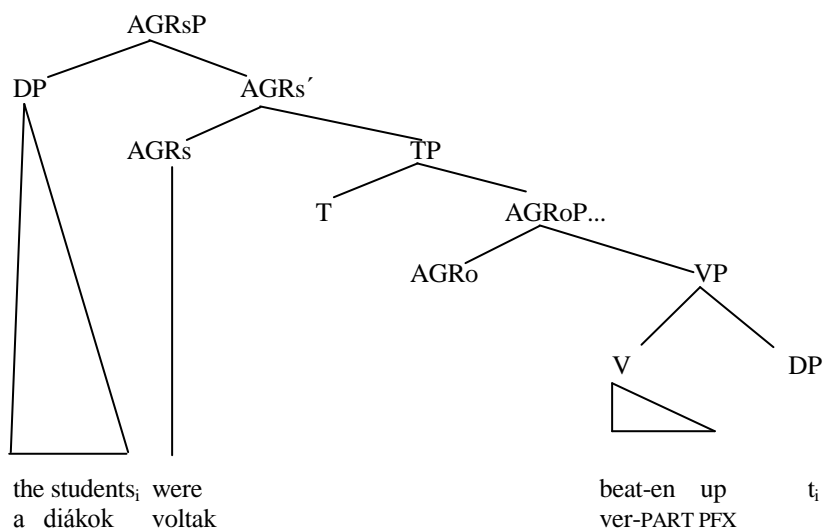 AGRsP
DP AGRs´
AGRs TP
T AGRoP...
AGRo VP
V DP
the studentsᵢ were beat-en up tᵢ
a diákok voltak ver-PART PFX